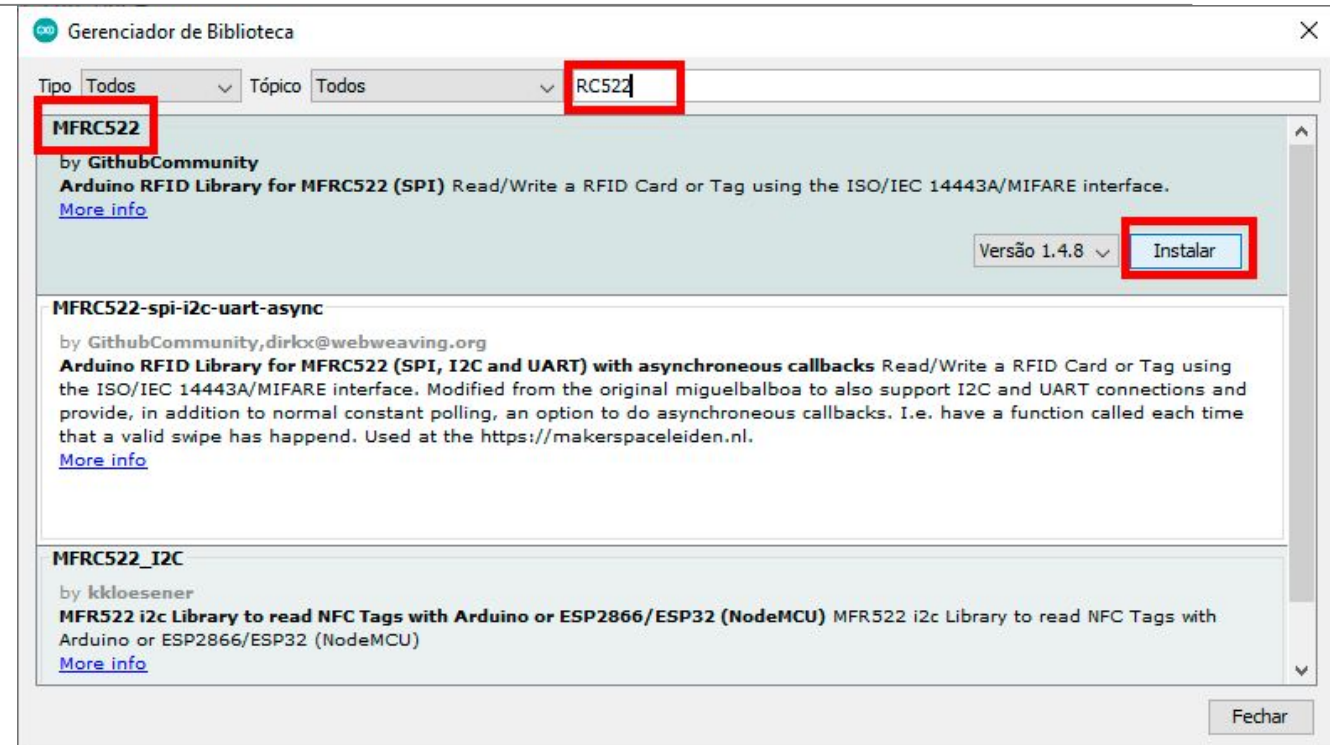 Gerenciador de Biblioteca
Tipo Todos Tópico Todos RC522
MFRC522
by GithubCommunity
Arduino RFID Library for MFRC522 (SPI) Read/Write a RFID Card or Tag using the ISO/IEC 14443A/MIFARE interface.
More info
Versão 1.4.8 Instalar
MFRC522-spi-i2c-uart-async
by GithubCommunity,dirkx@webweaving.org
Arduino RFID Library for MFRC522 (SPI, I2C and UART) with asynchroneous callbacks Read/Write a RFID Card or Tag using
the ISO/IEC 14443A/MIFARE interface. Modified from the original miguelbalboa to also support I2C and UART connections and
provide, in addition to normal constant polling, an option to do asynchroneous callbacks. I.e. have a function called each time
that a valid swipe has happend. Used at the https://makerspaceleiden.nl.
More info
MFRC522_I2C
by kkloesener
MFR522 i2c Library to read NFC Tags with Arduino or ESP2866/ESP32 (NodeMCU) MFR522 i2c Library to read NFC Tags with
Arduino or ESP2866/ESP32 (NodeMCU)
More info
Fechar